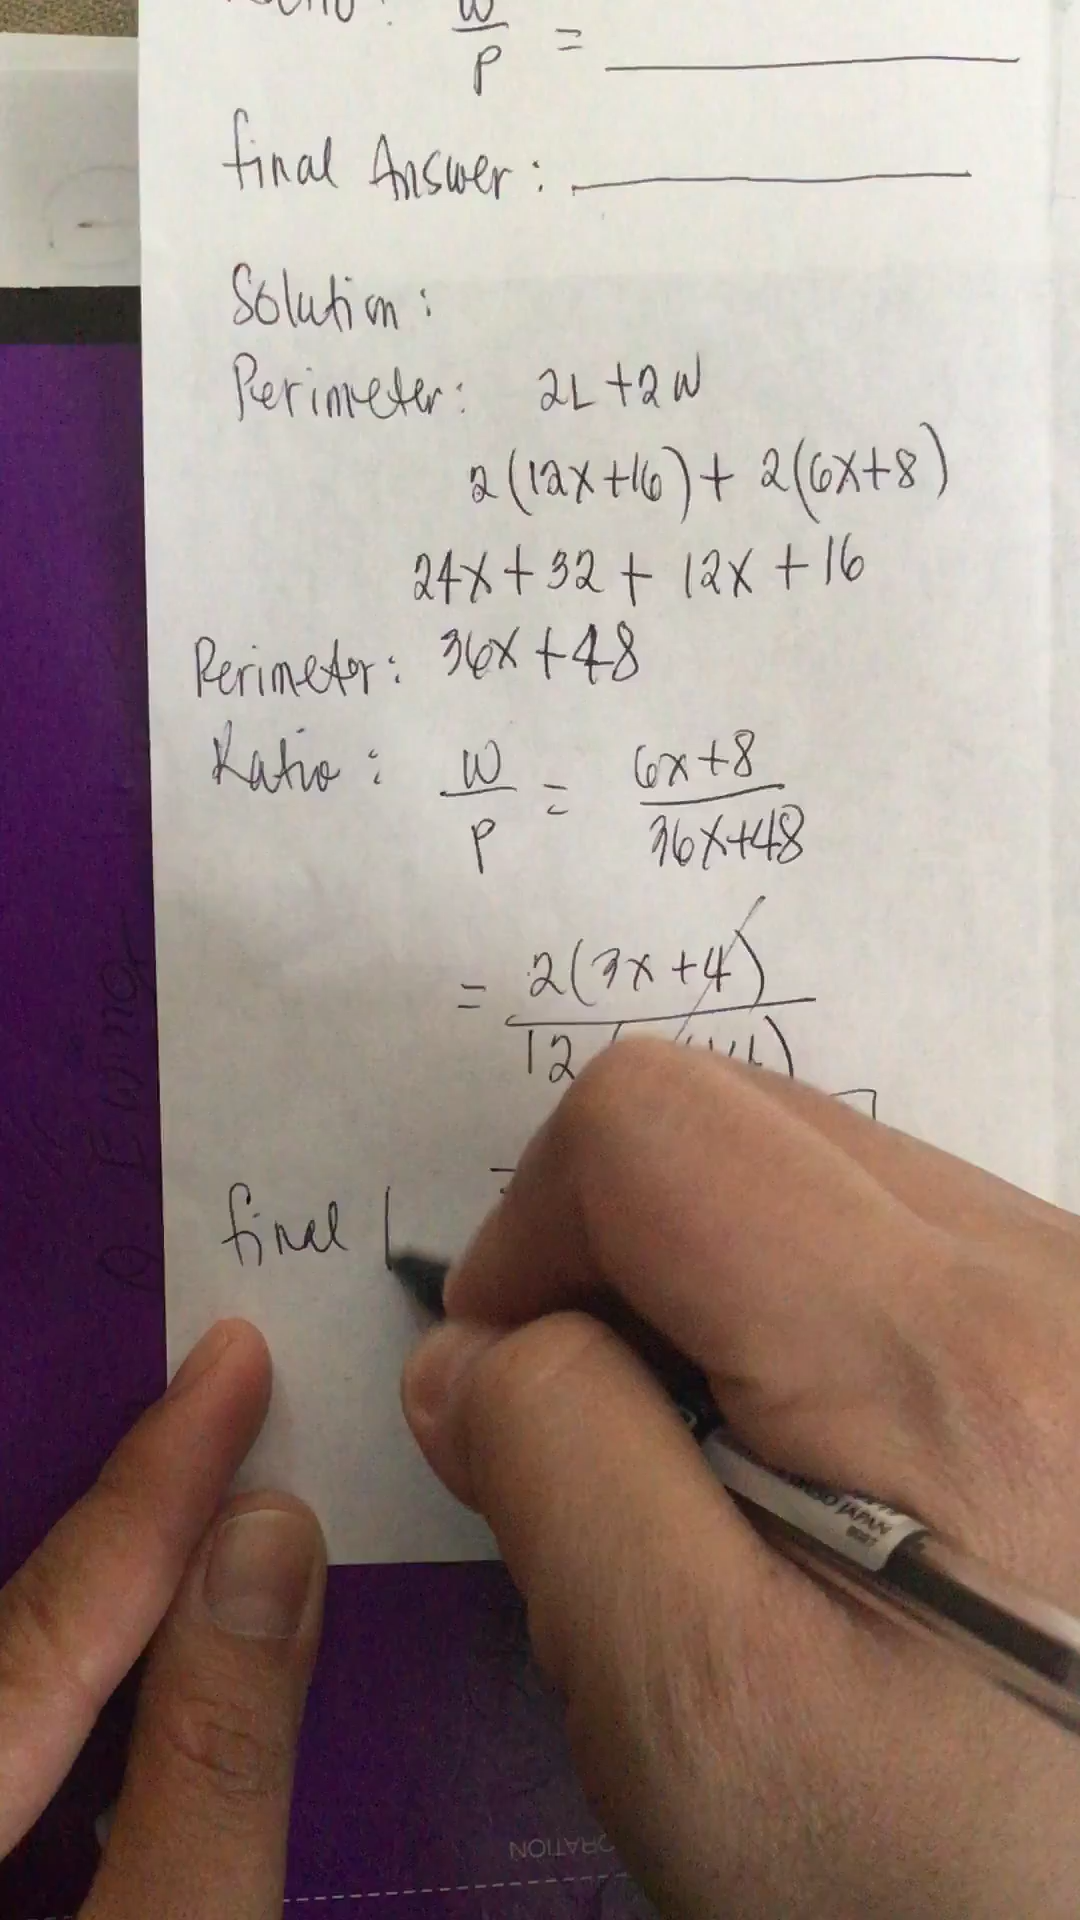 W
P =
final Answer:
Solution:
Perimeter: 2L+2W
2(12x+16)+2(6x+8)
24x+32+12x+16
Perimeter: 36x+48
Ratio: W/P = 6x+8/36x+48
= 2(3x+4)
12
final
JAPAN